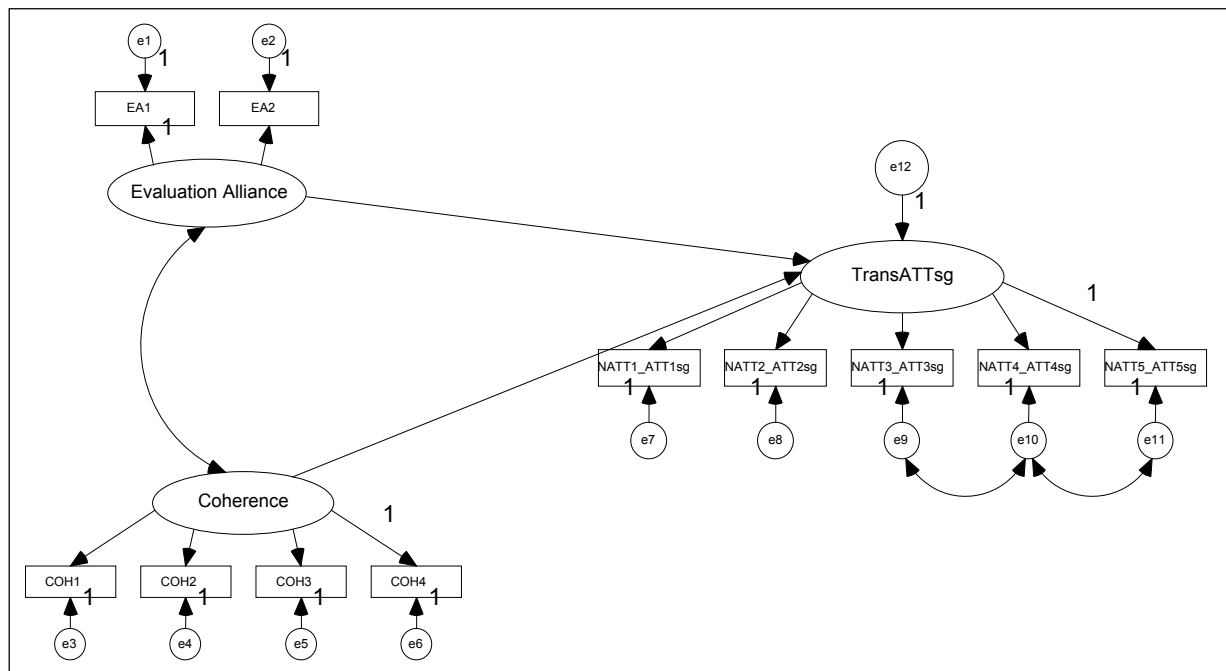 e1
1
e2
1
EA1
1
EA2
Evaluation Alliance
e12
1
TransATTsg
1
NATT1_ATT1sg
1
NATT2_ATT2sg
1
NATT3_ATT3sg
1
NATT4_ATT4sg
1
NATT5_ATT5sg
1
e7
e8
e9
e10
e11
Coherence
1
COH1
1
COH2
1
COH3
1
COH4
1
e3
e4
e5
e6